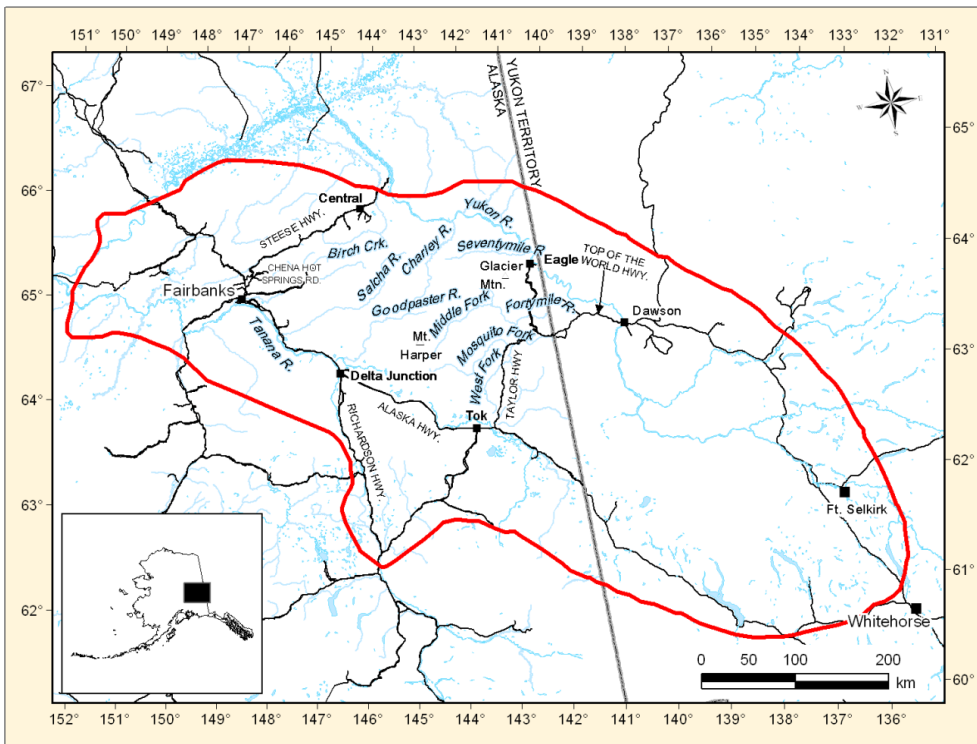 151° 150° 149° 148° 147° 146° 145° 144° 143° 142° 141° 140° 139° 138° 137° 136° 135° 134° 133° 132° 131°
67°
66°
65°
64°
63°
62°
65°
64°
62°
61°
60°
N
E
S
W
YUKON TERRITORY
ALASKA
Central
STEESE HWY.
Yukon R.
Birch Crk.
Salcha R.
Charley R.
Seventymile R.
Glacier
Mtn.
Eagle
TOP OF THE
WORLD HWY.
CHENA HOT
SPRINGS RD.
Fairbanks
Goodpaster R.
Middle Fork
Fortymile R.
Dawson
Tanana R.
Mt.
Harper
Mosquito Fork
West Fork
TAYLOR HWY
Delta Junction
ALASKA HWY.
Tok
RICHARDSON HWY.
Ft. Selkirk
Whitehorse
0 50 100 200
km
152° 151° 150° 149° 148° 147° 146° 145° 144° 143° 142° 141° 140° 139° 138° 137° 136°